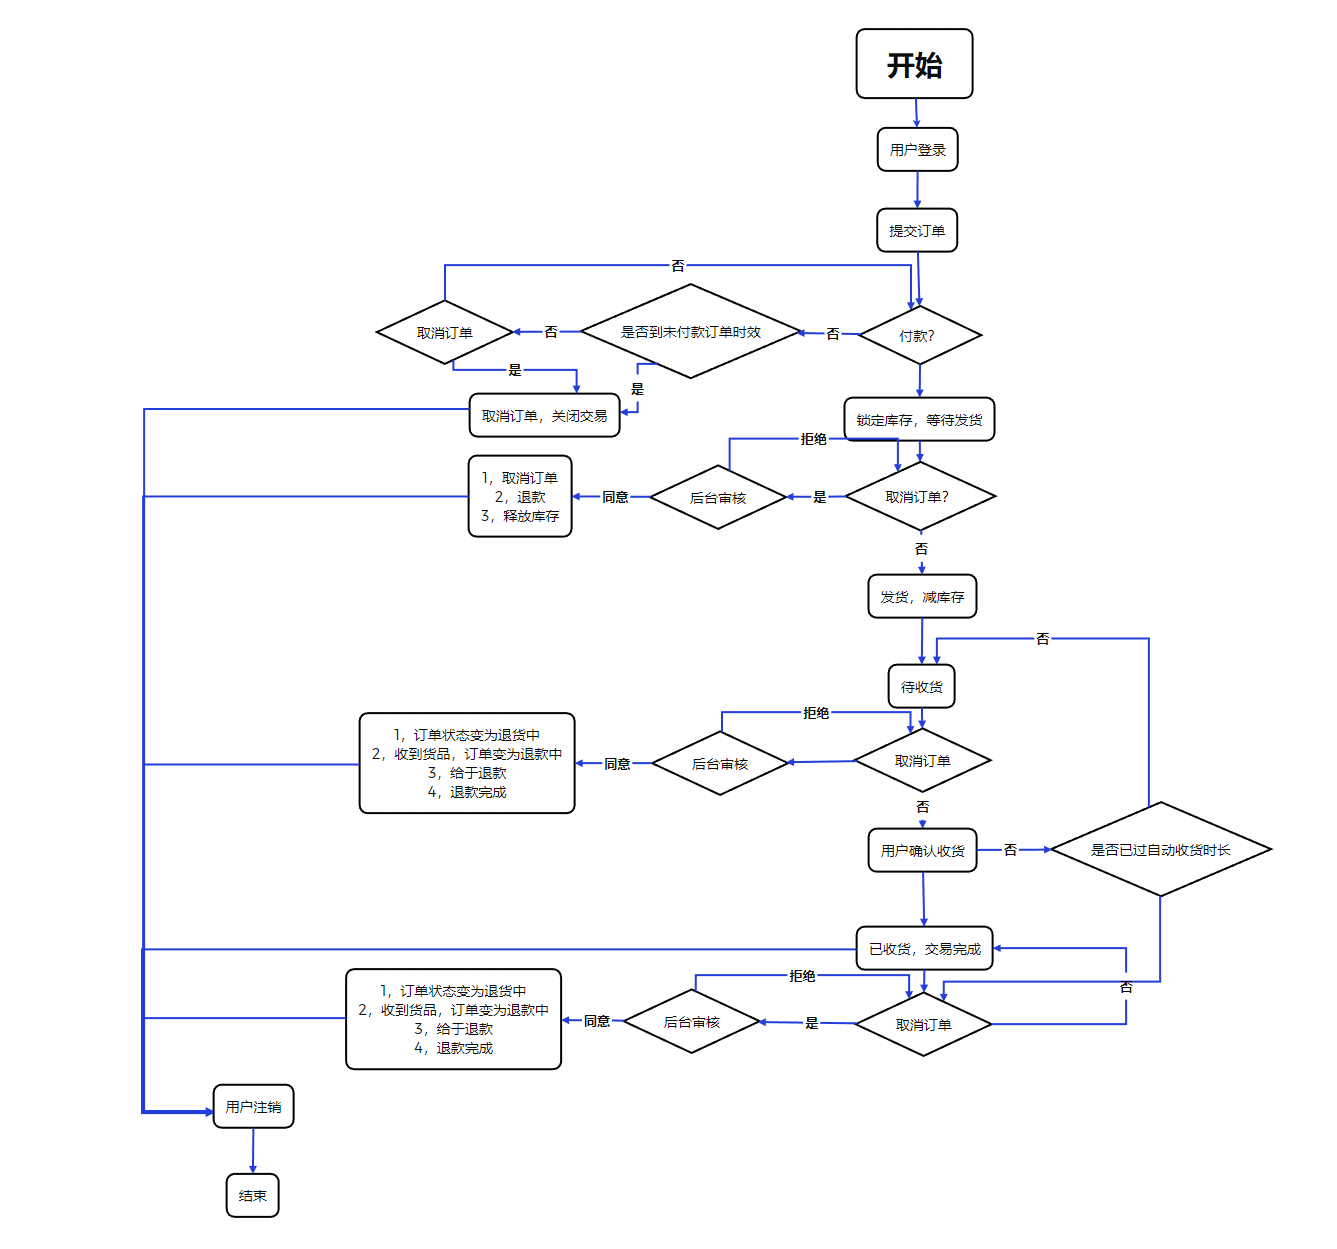 开始
用户登录
提交订单
否
取消订单
否
是否到未付款订单时效
否
付款？
是
是
取消订单，关闭交易
锁定库存，等待发货
拒绝
1，取消订单
2，退款
3，释放库存
同意
后台审核
是
取消订单？
否
发货，减库存
否
待收货
拒绝
1，订单状态变为退货中
2，收到货品，订单变为退款中
3，给于退款
4，退款完成
同意
后台审核
取消订单
否
用户确认收货
否
是否已过自动收货时长
已收货，交易完成
拒绝
否
1，订单状态变为退货中
2，收到货品，订单变为退款中
3，给于退款
4，退款完成
同意
后台审核
是
取消订单
用户注销
结束